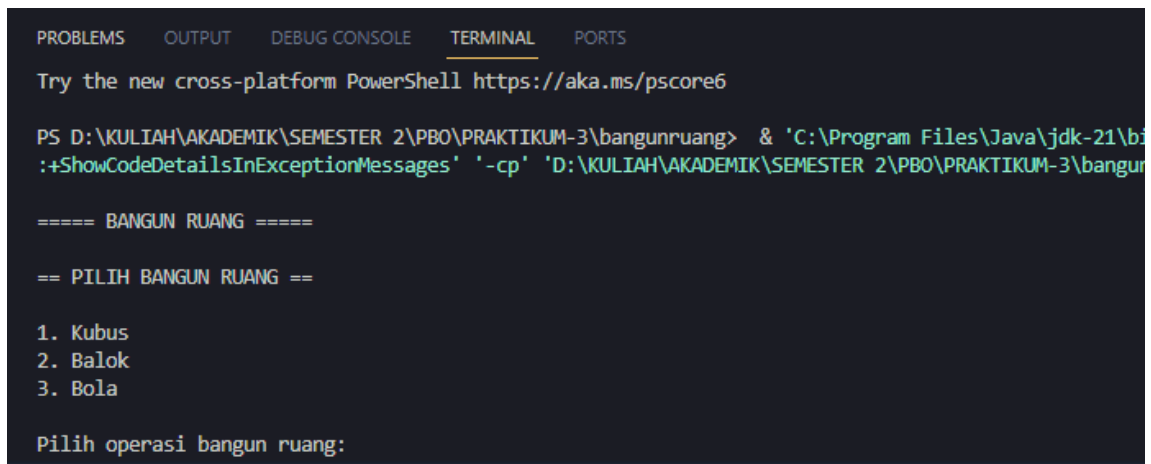 PROBLEMS OUTPUT DEBUG CONSOLE TERMINAL PORTS
Try the new cross-platform PowerShell https://aka.ms/pscore6
PS D:\KULIAH\AKADEMIK\SEMESTER 2\PBO\PRAKTIKUM-3\bangunruang> & 'C:\Program Files\Java\jdk-21\bi
:+ShowCodeDetailsInExceptionMessages' '-cp' 'D:\KULIAH\AKADEMIK\SEMESTER 2\PBO\PRAKTIKUM-3\bangur
===== BANGUN RUANG =====
== PILIH BANGUN RUANG ==
1. Kubus
2. Balok
3. Bola
Pilih operasi bangun ruang: